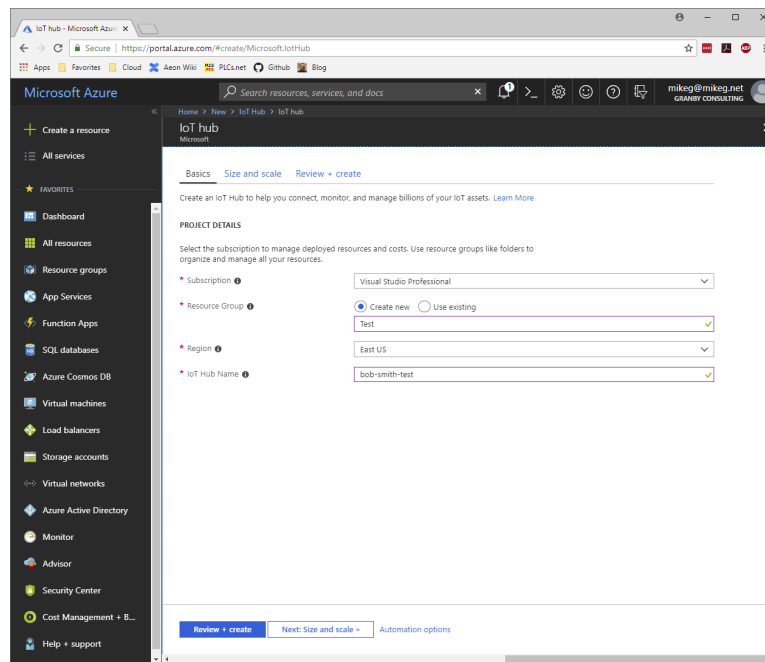 IoT hub - Microsoft Azure
Secure | https://portal.azure.com/#create/Microsoft.IotHub
Apps Favorites Cloud Aeon Wiki PLCs.net Github Blog
Microsoft Azure
Search resources, services, and docs
1
mikeg@mikeg.net
GRANBY CONSULTING
Home > New > IoT Hub > IoT hub
IoT hub
Microsoft
Create a resource
All services
FAVORITES
Dashboard
All resources
Resource groups
App Services
Function Apps
SQL databases
Azure Cosmos DB
Virtual machines
Load balancers
Storage accounts
Virtual networks
Azure Active Directory
Monitor
Advisor
Security Center
Cost Management + B...
Help + support
Basics Size and scale Review + create
Create an IoT Hub to help you connect, monitor, and manage billions of your IoT assets. Learn More
PROJECT DETAILS
Select the subscription to manage deployed resources and costs. Use resource groups like folders to
organize and manage all your resources.
* Subscription
Visual Studio Professional
* Resource Group
Create new Use existing
Test
* Region
East US
* IoT Hub Name
bob-smith-test
Review + create
Next: Size and scale »
Automation options